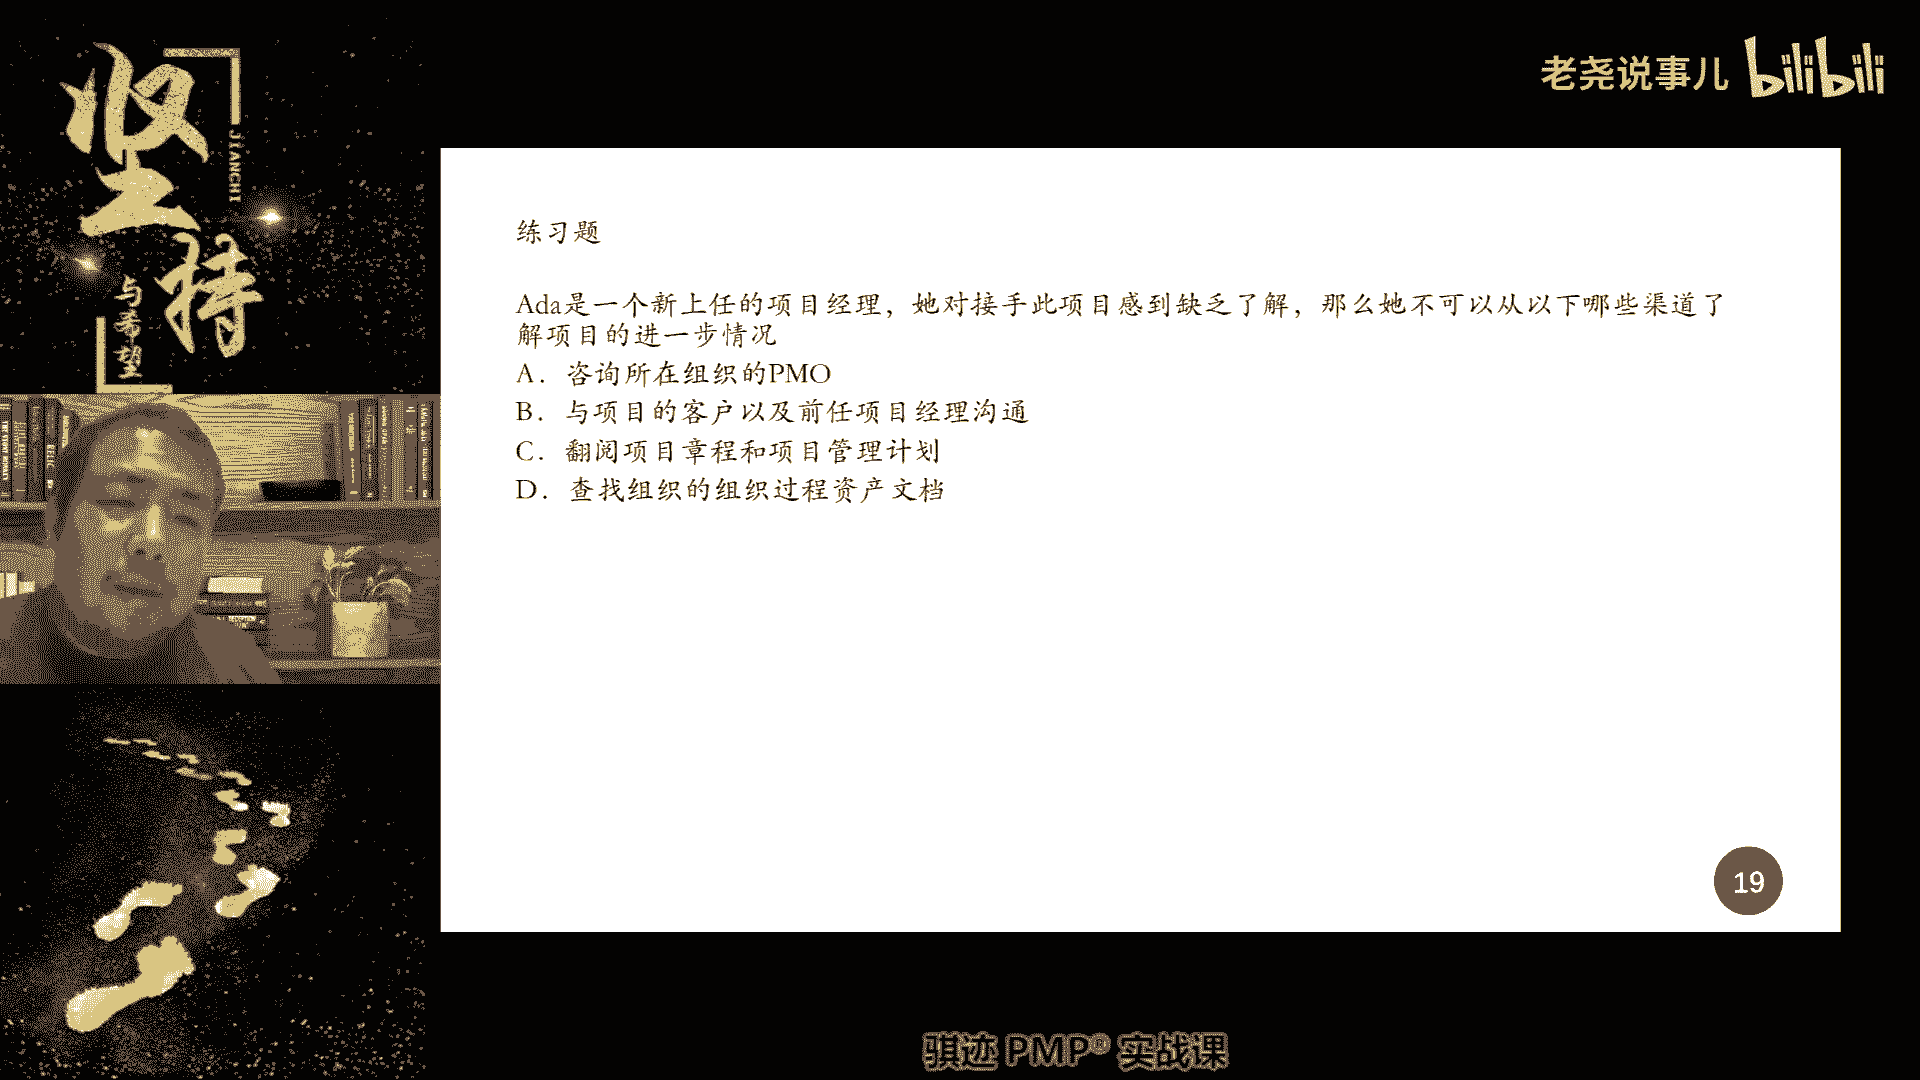 坚持
JIANCHI
与希望
老尧说事儿 bilibili
练习题
Ada是一个新上任的项目经理，她对接手此项目感到缺乏了解，那么她不可以从以下哪些渠道了
解项目的进一步情况
A．咨询所在组织的PMO
B．与项目的客户以及前任项目经理沟通
C．翻阅项目章程和项目管理计划
D．查找组织的组织过程资产文档
19
骐迹 PMP® 实战课